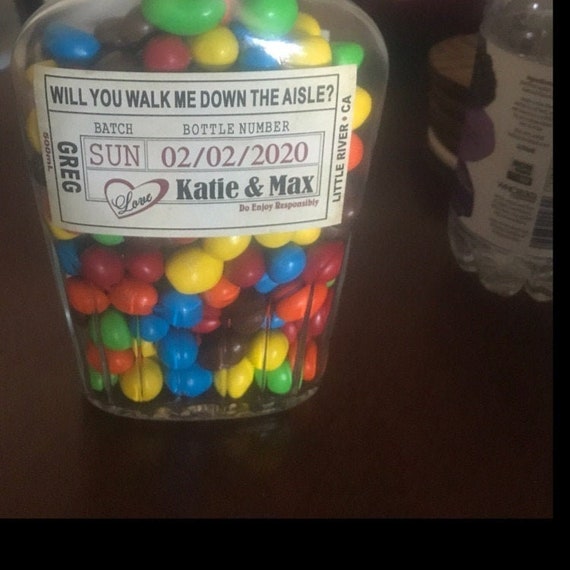 WILL YOU WALK ME DOWN THE AISLE?
BATCH BOTTLE NUMBER
SUN 02/02/2020
Love Katie & Max
Do Enjoy Responsibly
500mL
GREG
LITTLE RIVER • CA